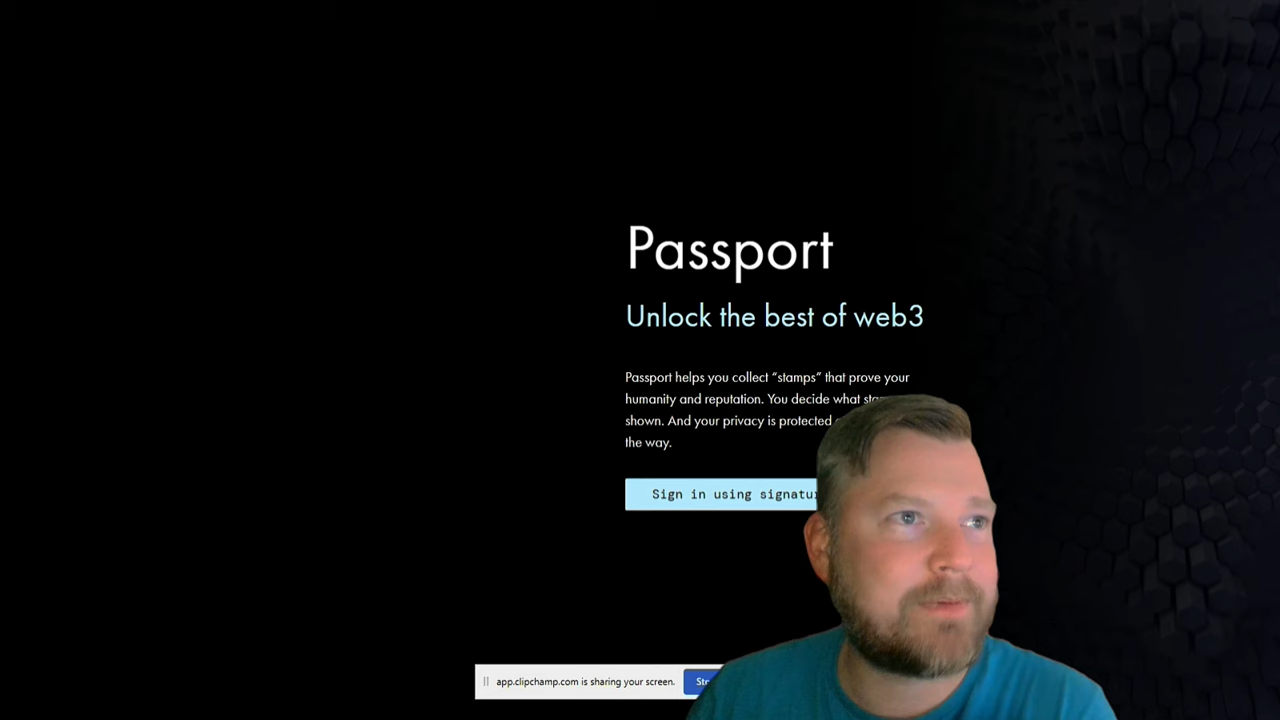 Passport
Unlock the best of web3
Passport helps you collect “stamps” that prove your
humanity and reputation. You decide what
shown. And your privacy is protected
the way.
Sign in using
app.clipchamp.com is sharing your screen.